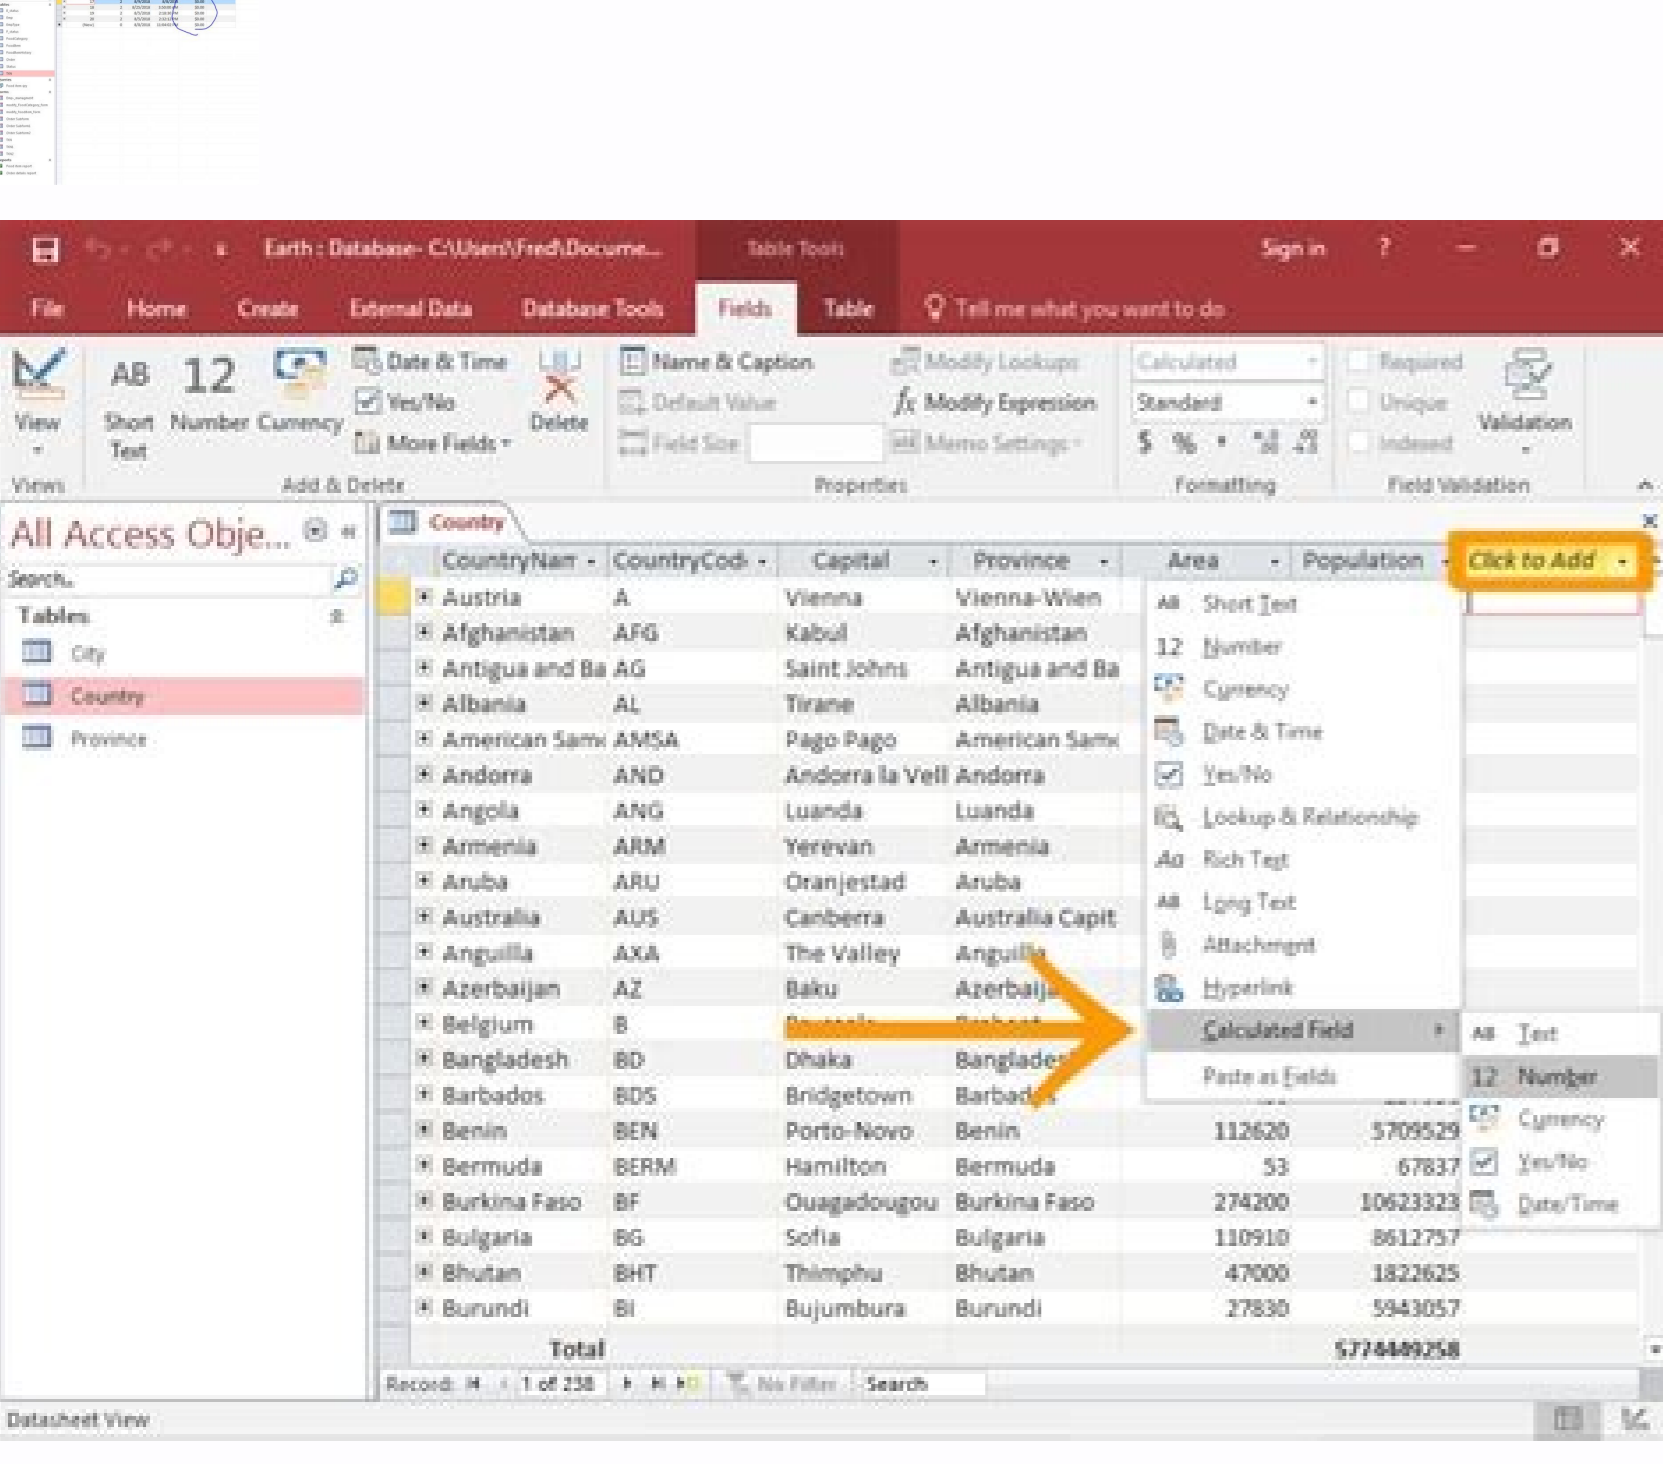 Earth : Database- C:\Users\Fred\Docume...
Table Tools
Sign in ?
File Home Create External Data Database Tools Fields Table Tell me what you want to do
View
AB Short Text
12 Number
Currency
Date & Time
Yes/No
More Fields
Delete
Name & Caption
Default Value
Field Size
Modify Lookups
fx Modify Expression
Memo Settings
Calculated
Standard
$ %
Required
Unique
Indexed
Validation
Views Add & Delete Properties Formatting Field Validation
All Access Obje...
Search..
Tables
City
Country
Province
Country
CountryNam CountryCod Capital Province Area Population Click to Add
Austria A Vienna Vienna-Wien
Afghanistan AFG Kabul Afghanistan
Antigua and Ba AG Saint Johns Antigua and Ba
Albania AL Tirane Albania
American Samo AMSA Pago Pago American Samo
Andorra AND Andorra la Vell Andorra
Angola ANG Luanda Luanda
Armenia ARM Yerevan Armenia
Aruba ARU Oranjestad Aruba
Australia AUS Canberra Australia Capit
Anguilla AXA The Valley Anguilla
Azerbaijan AZ Baku Azerbaija
Belgium B
Bangladesh BD Dhaka Banglades
Barbados BDS Bridgetown Barbados
Benin BEN Porto-Novo Benin 112620 5709529
Bermuda BERM Hamilton Bermuda 53 67837
Burkina Faso BF Ouagadougou Burkina Faso 274200 10623323
Bulgaria BG Sofia Bulgaria 110910 8612757
Bhutan BHT Thimphu Bhutan 47000 1822625
Burundi BI Bujumbura Burundi 27830 5943057
Total 5774449258
AB Short Text
12 Number
Currency
Date & Time
Yes/No
Lookup & Relationship
Aa Rich Text
AB Long Text
Attachment
Hyperlink
Calculated Field
Paste as Fields
AB Text
12 Number
Currency
Yes/No
Date/Time
Record: 1 of 238 No Filter Search
Datasheet View